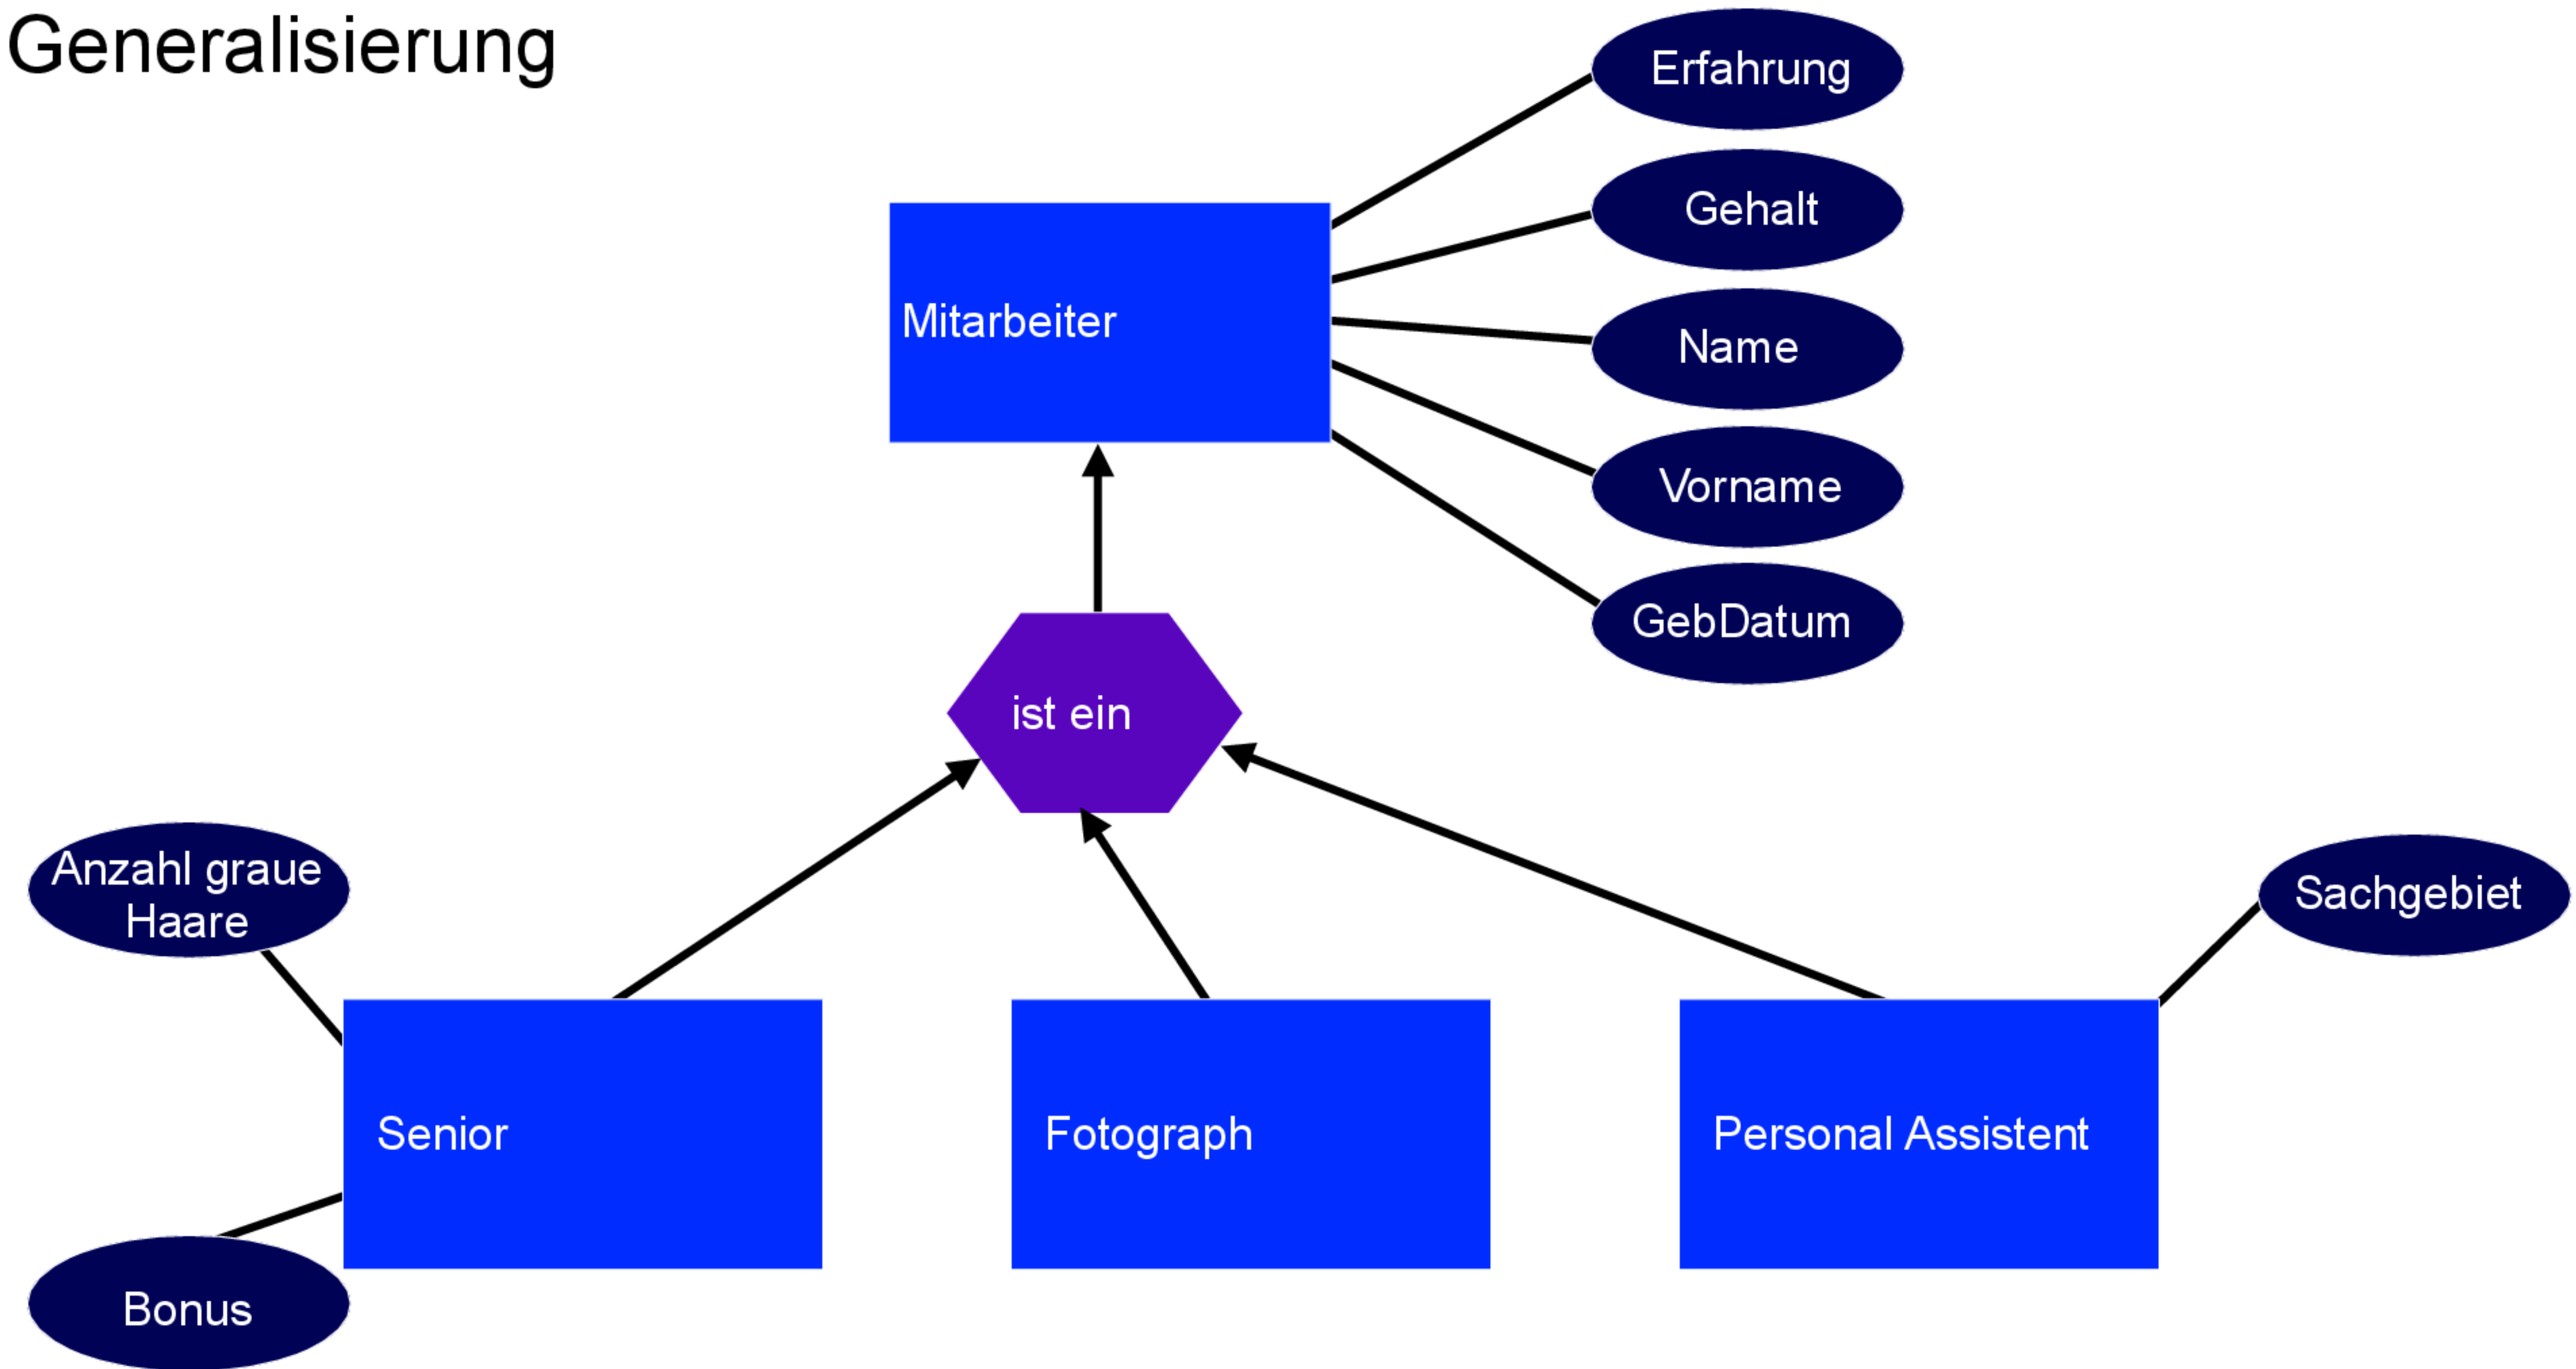 Generalisierung
Erfahrung
Gehalt
Mitarbeiter
Name
Vorname
GebDatum
ist ein
Anzahl graue
Haare
Sachgebiet
Senior
Fotograph
Personal Assistent
Bonus